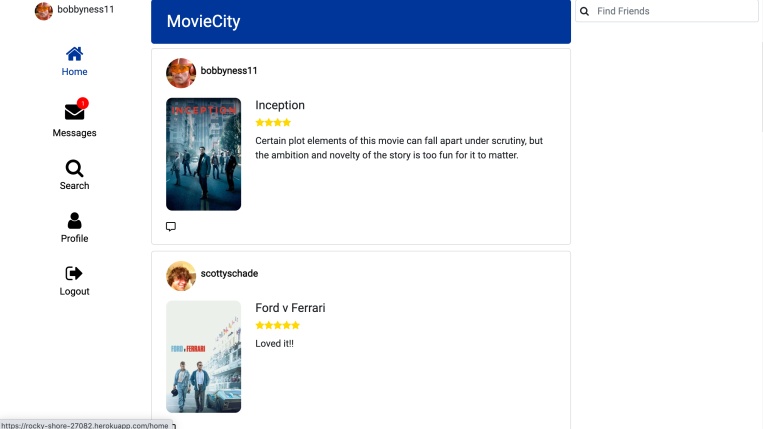 bobbyness11
MovieCity
Find Friends
Home
1
Messages
Search
Profile
Logout
bobbyness11
INCEPTION
Inception
Certain plot elements of this movie can fall apart under scrutiny, but
the ambition and novelty of the story is too fun for it to matter.
scottyschade
FORD v FERRARI
Ford v Ferrari
Loved it!!
https://rocky-shore-27082.herokuapp.com/home